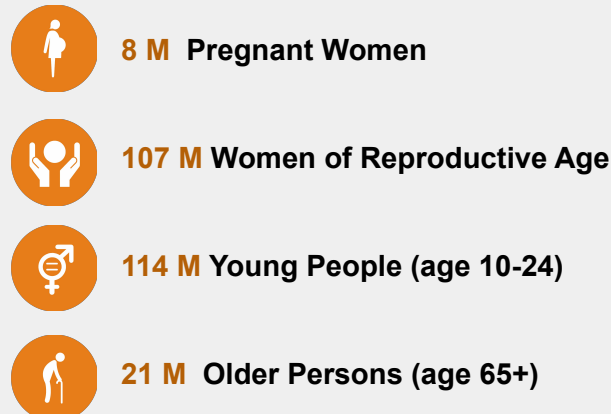 8 M Pregnant Women
107 M Women of Reproductive Age
114 M Young People (age 10-24)
21 M Older Persons (age 65+)